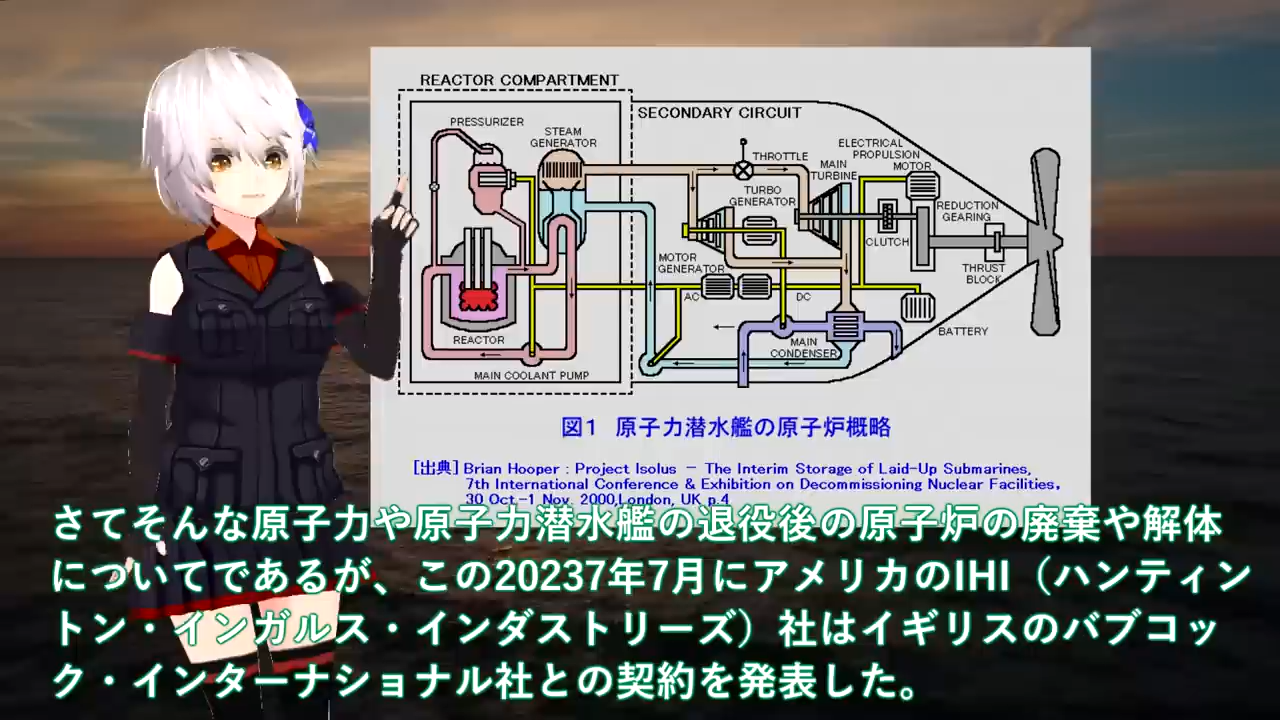 REACTOR COMPARTMENT
SECONDARY CIRCUIT
PRESSURIZER
STEAM
GENERATOR
THROTTLE
ELECTRICAL
PROPULSION
MOTOR
MAIN
TURBINE
TURBO
GENERATOR
REDUCTION
GEARING
CLUTCH
THRUST
BLOCK
MOTOR
GENERATOR
AC
DC
BATTERY
REACTOR
MAIN
CONDENSER
MAIN COOLANT PUMP
図1 原子力潜水艦の原子炉概略
[出典] Brian Hooper : Project Isolus − The Interim Storage of Laid-Up Submarines,
7th International Conference & Exhibition on Decommissioning Nuclear Facilities,
30 Oct.-1 Nov. 2000,London, UK p.4
さてそんな原子力や原子力潜水艦の退役後の原子炉の廃棄や解体
についてであるが、この20237年7月にアメリカのIHI（ハンティン
トン・インガルス・インダストリーズ）社はイギリスのバブコッ
ク・インターナショナル社との契約を発表した。